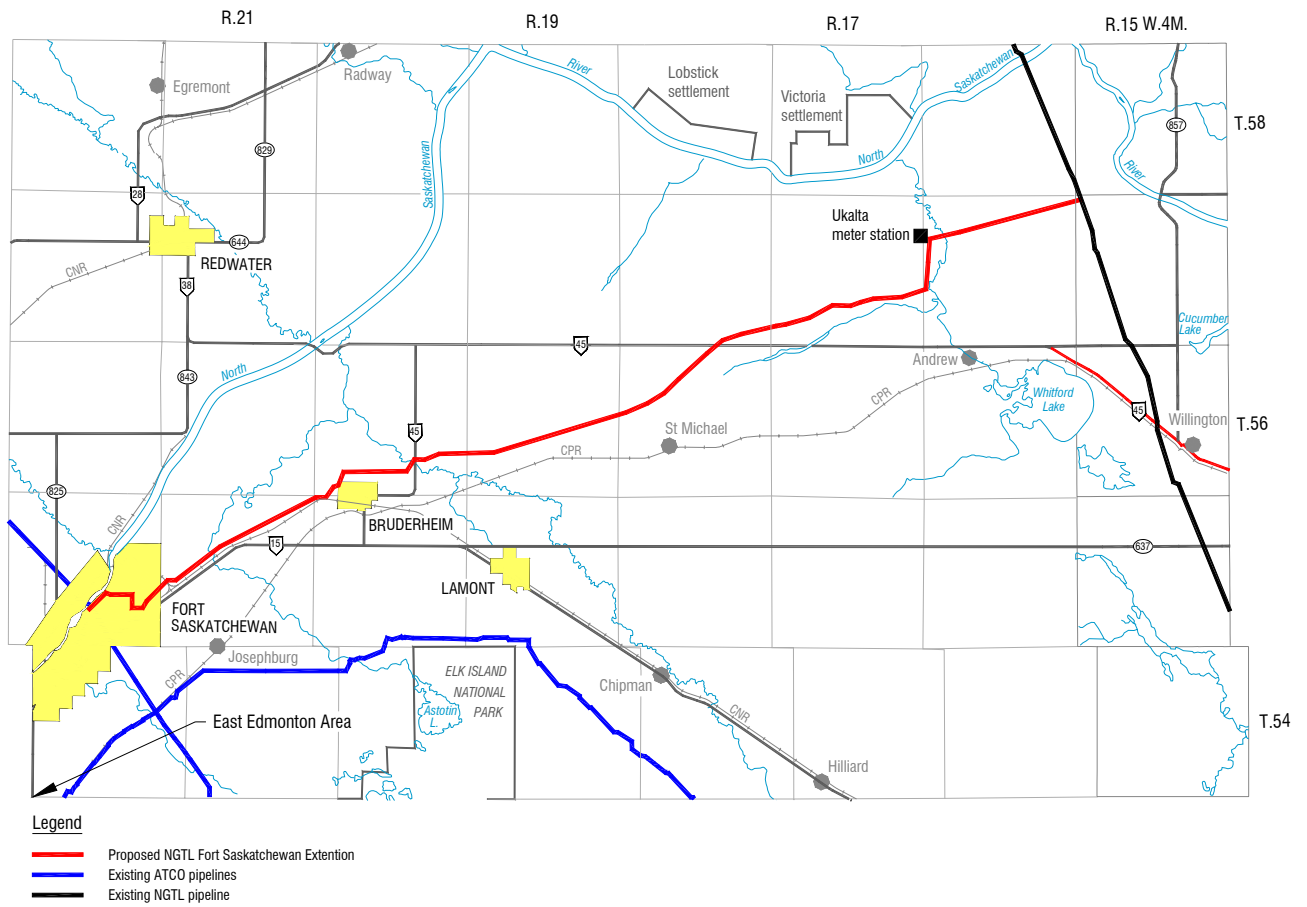 R.21
R.19
R.17
R.15 W.4M.
Radway
Egremont
River
Lobstick
settlement
Victoria
settlement
Saskatchewan
857
T.58
829
North
Saskatchewan
River
28
Ukalta
meter station
644
REDWATER
CNR
38
Cucumber
Lake
45
Andrew
843
North
CPR
Whitford
Lake
45
Willington
T.56
45
St Michael
CPR
825
CNR
BRUDERHEIM
15
637
LAMONT
FORT
SASKATCHEWAN
Josephburg
CPR
ELK ISLAND
NATIONAL
PARK
Chipman
Astotin
L.
CNR
East Edmonton Area
T.54
Hilliard
Legend
Proposed NGTL Fort Saskatchewan Extention
Existing ATCO pipelines
Existing NGTL pipeline